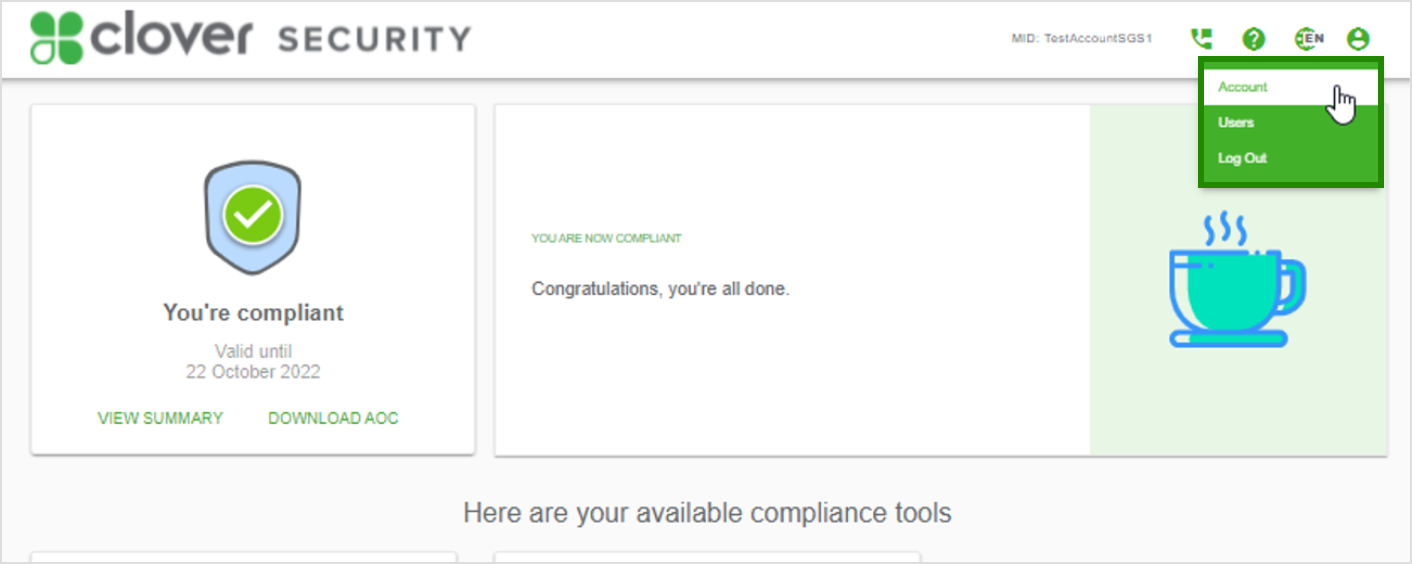 clover SECURITY
MID: TestAccountSGS1
EN
Account
Users
Log Out
You're compliant
Valid until
22 October 2022
VIEW SUMMARY DOWNLOAD AOC
YOU ARE NOW COMPLIANT
Congratulations, you're all done.
Here are your available compliance tools